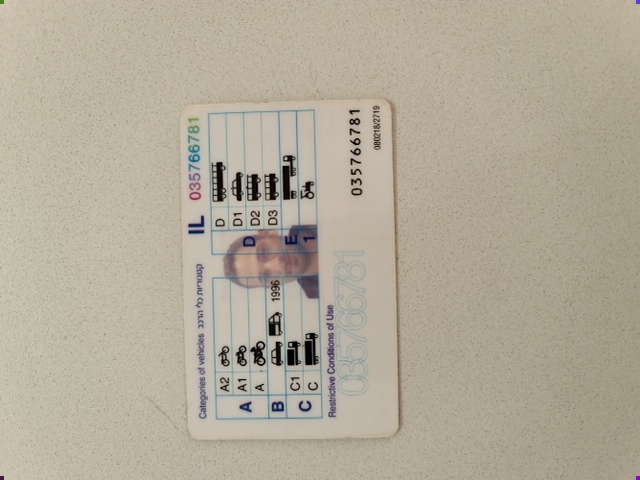 Categories of vehicles קטגוריות כלי הרכב IL 035766781
A A2 D
A1 D D1
A D2
B 1996 D3
C C1 E
C 1
Restrictive Conditions of Use
035766781
035766781
080218/2719